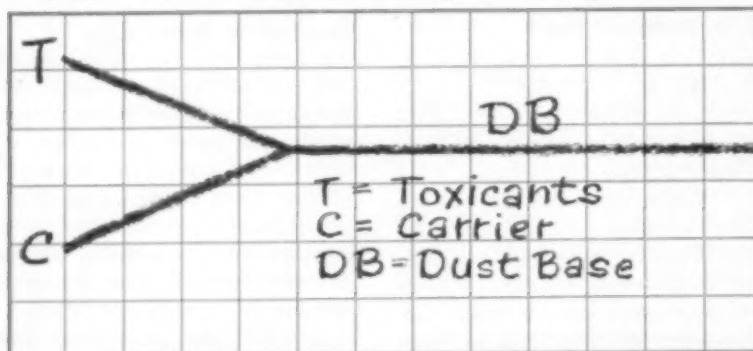 T
DB
T = Toxicants
C = Carrier
C
DB = Dust Base